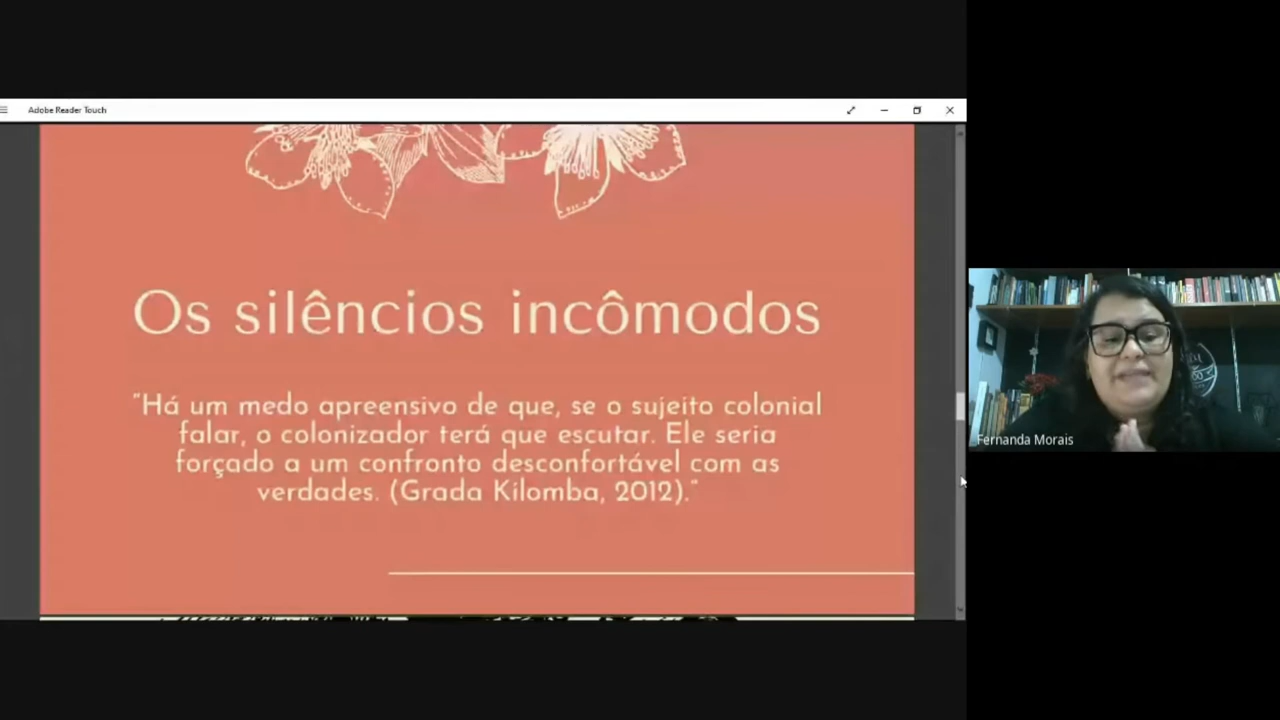 Adobe Reader Touch
Os silêncios incômodos
"Há um medo apreensivo de que, se o sujeito colonial
falar, o colonizador terá que escutar. Ele seria
forçado a um confronto desconfortável com as
verdades. (Grada Kilomba, 2012)."
Fernanda Morais